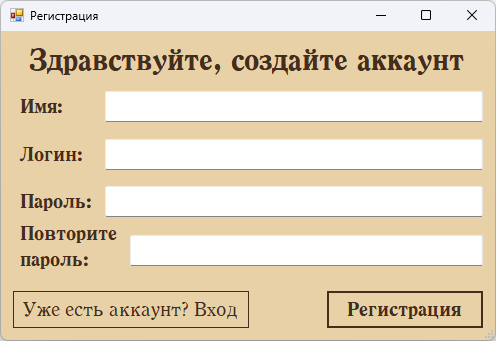 Регистрация
Здравствуйте, создайте аккаунт
Имя:
Логин:
Пароль:
Повторите
пароль:
Уже есть аккаунт? Вход
Регистрация